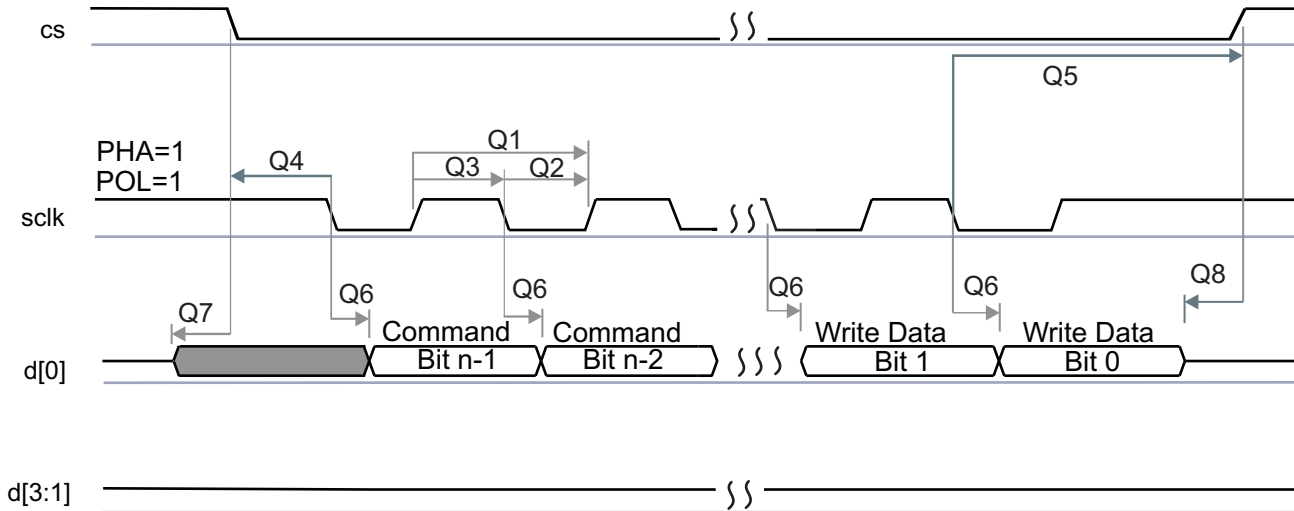 cs
Q5
PHA=1
POL=1
Q4
Q1
Q3
Q2
sclk
Q7
Q6
Q6
Q6
Q6
Q8
d[0]
Command
Bit n-1
Command
Bit n-2
Write Data
Bit 1
Write Data
Bit 0
d[3:1]